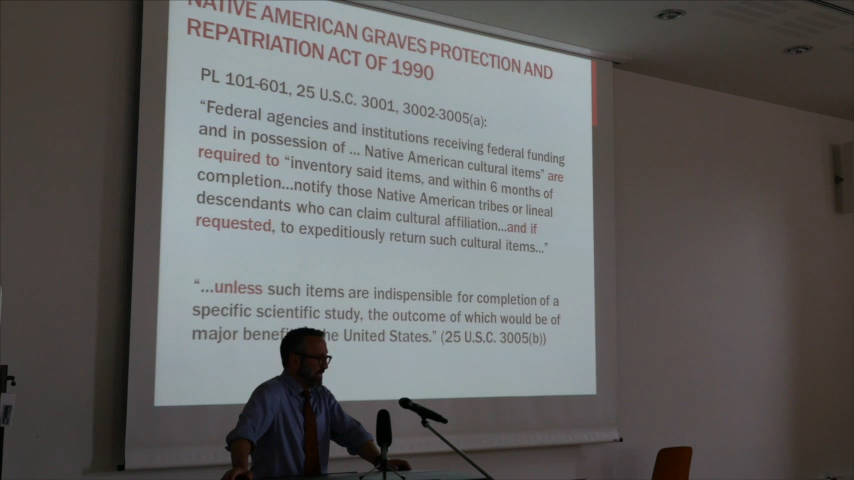 NATIVE AMERICAN GRAVES PROTECTION AND
REPATRIATION ACT OF 1990
PL 101-601, 25 U.S.C. 3001, 3002-3005(a):
“Federal agencies and institutions receiving federal funding
and in possession of ... Native American cultural items” are
required to “inventory said items, and within 6 months of
completion...notify those Native American tribes or lineal
descendants who can claim cultural affiliation...and if
requested, to expeditiously return such cultural items...”
“...unless such items are indispensible for completion of a
specific scientific study, the outcome of which would be of
major the United States.” (25 U.S.C. 3005(b))